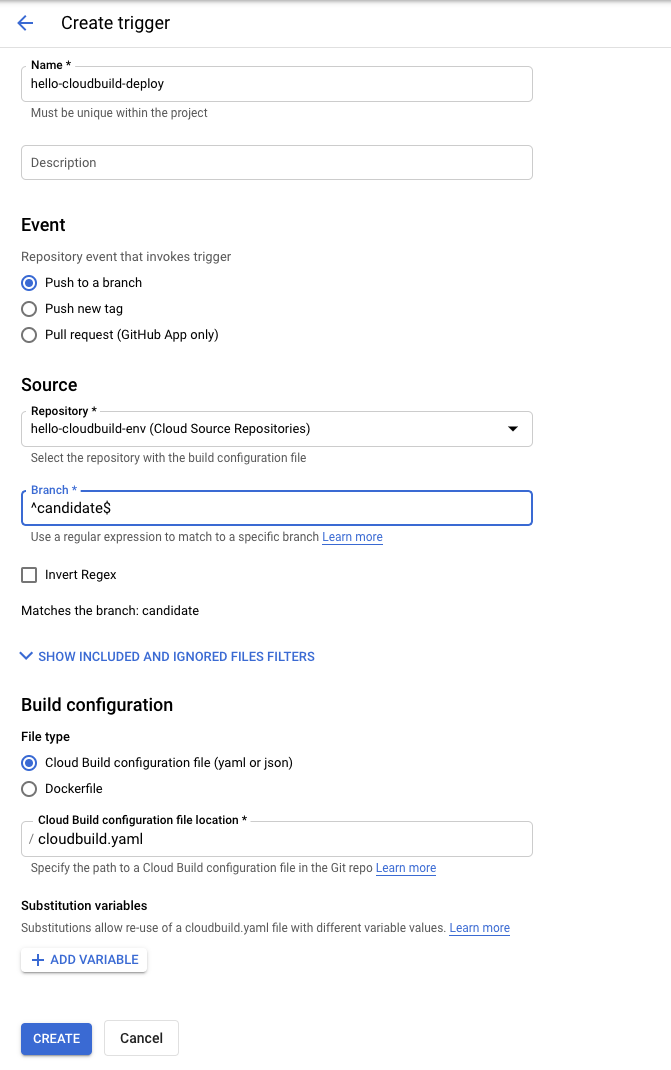 Create trigger
Name *
hello-cloudbuild-deploy
Must be unique within the project
Description
Event
Repository event that invokes trigger
Push to a branch
Push new tag
Pull request (GitHub App only)
Source
Repository *
hello-cloudbuild-env (Cloud Source Repositories)
Select the repository with the build configuration file
Branch *
^candidate$
Use a regular expression to match to a specific branch Learn more
Invert Regex
Matches the branch: candidate
SHOW INCLUDED AND IGNORED FILES FILTERS
Build configuration
File type
Cloud Build configuration file (yaml or json)
Dockerfile
Cloud Build configuration file location *
/ cloudbuild.yaml
Specify the path to a Cloud Build configuration file in the Git repo Learn more
Substitution variables
Substitutions allow re-use of a cloudbuild.yaml file with different variable values. Learn more
+ ADD VARIABLE
CREATE Cancel